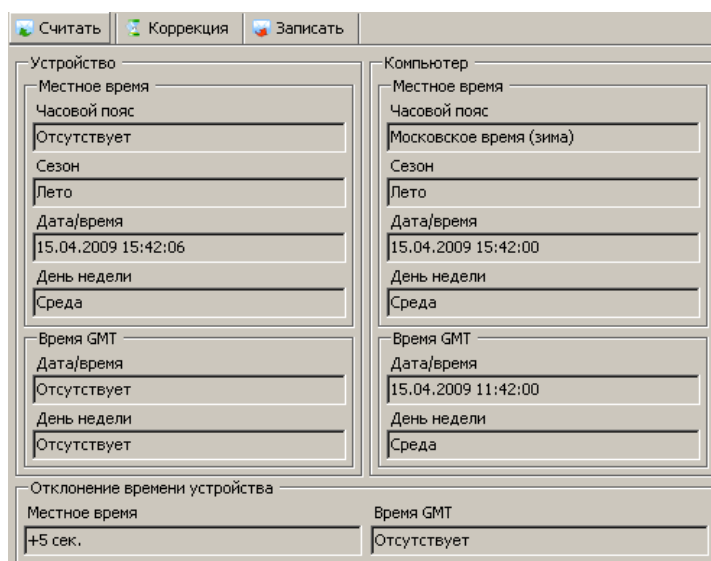 Считать Коррекция Записать
Устройство
Местное время
Часовой пояс
Отсутствует
Сезон
Лето
Дата/время
15.04.2009 15:42:06
День недели
Среда
Время GMT
Дата/время
Отсутствует
День недели
Отсутствует
Компьютер
Местное время
Часовой пояс
Московское время (зима)
Сезон
Лето
Дата/время
15.04.2009 15:42:00
День недели
Среда
Время GMT
Дата/время
15.04.2009 11:42:00
День недели
Среда
Отклонение времени устройства
Местное время
+5 сек.
Время GMT
Отсутствует